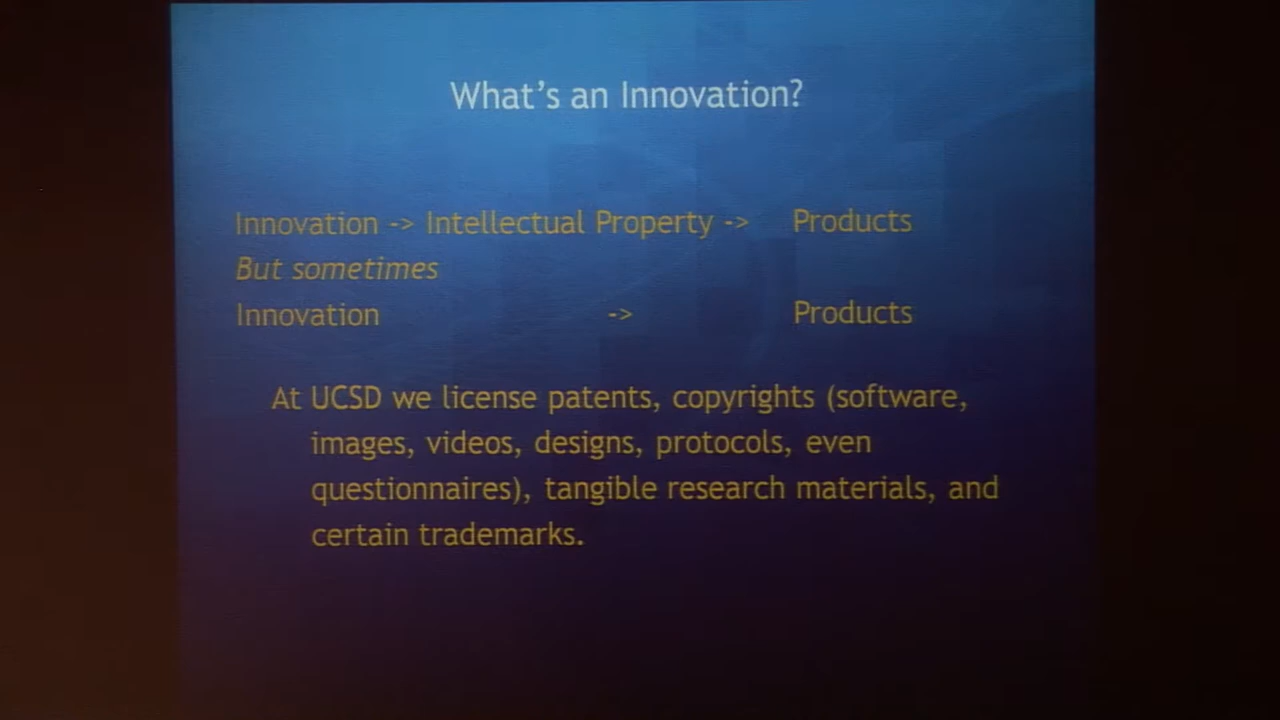 What's an Innovation?
Innovation -> Intellectual Property -> Products
But sometimes
Innovation -> Products
At UCSD we license patents, copyrights (software,
images, videos, designs, protocols, even
questionnaires), tangible research materials, and
certain trademarks.